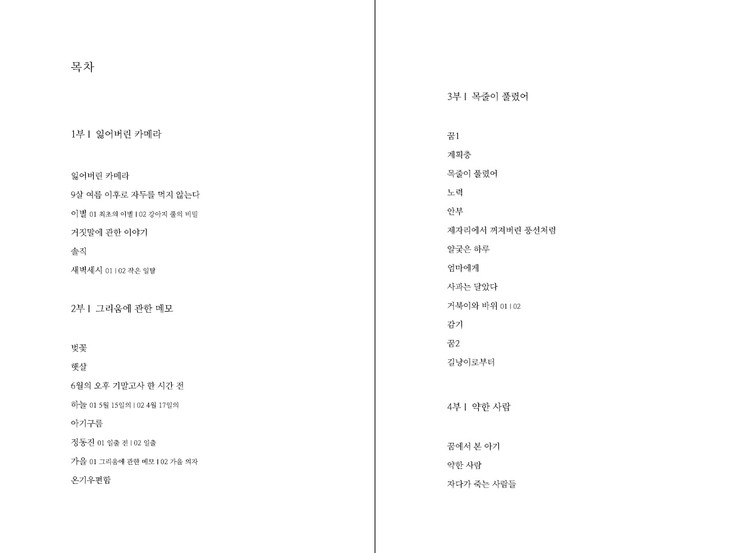 목차
1부 | 잃어버린 카메라
잃어버린 카메라
9살 여름 이후로 자두를 먹지 않는다
이별 01 최초의 이별 | 02 강아지 풀의 비밀
거짓말에 관한 이야기
솔직
새벽세시 01 | 02 작은 일탈
2부 | 그리움에 관한 메모
벚꽃
햇살
6월의 오후 기말고사 한 시간 전
하늘 01 5월 15일의 | 02 4월 17일의
아기구름
정동진 01 일출 전 | 02 일출
가을 01 그리움에 관한 메모 | 02 가을 의자
온기우편함
3부 | 목줄이 풀렸어
꿈1
계획충
목줄이 풀렸어
노력
안부
제자리에서 꺼져버린 풍선처럼
얄궂은 하루
엄마에게
사과는 달았다
거북이와 바위 01 | 02
감기
꿈2
길냥이로부터
4부 | 약한 사람
꿈에서 본 아기
약한 사람
자다가 죽는 사람들